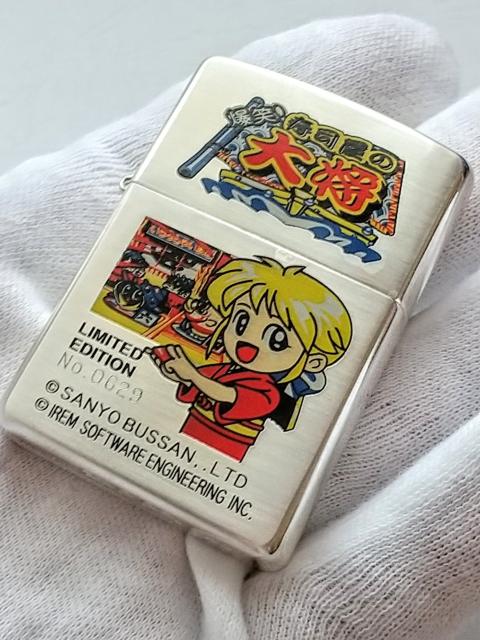 爆笑
寿司屋の
大将
LIMITED
EDITION
No.0629
©SANYO BUSSAN.,LTD
©IREM SOFTWARE ENGINEERING INC.